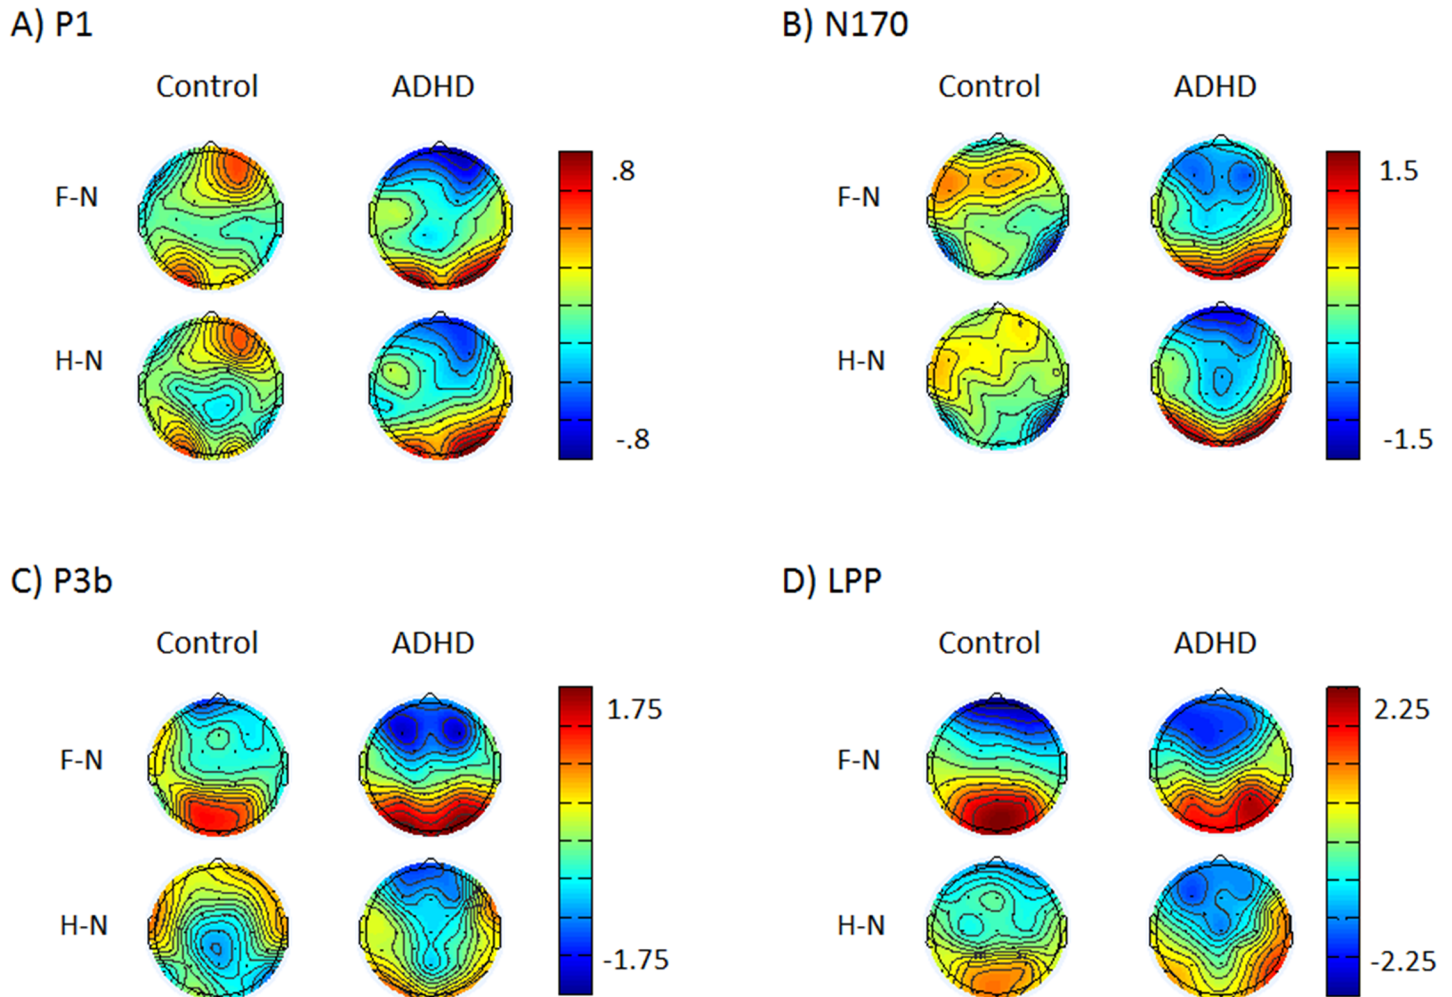 A) P1
Control ADHD
F-N
H-N
.8
-.8
B) N170
Control ADHD
F-N
H-N
1.5
-1.5
C) P3b
Control ADHD
F-N
H-N
1.75
-1.75
D) LPP
Control ADHD
F-N
H-N
2.25
-2.25